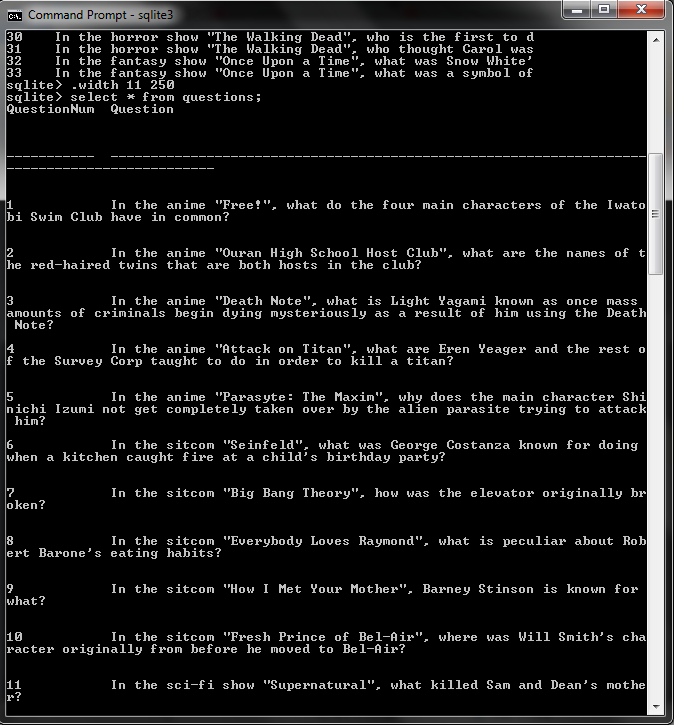 Command Prompt - sqlite3
30    In the horror show "The Walking Dead", who is the first to d
31    In the horror show "The Walking Dead", who thought Carol was
32    In the fantasy show "Once Upon a Time", what was Snow White'
33    In the fantasy show "Once Upon a Time", what was a symbol of
sqlite> .width 11 250
sqlite> select * from questions;
QuestionNum  Question
-----------  -------------------------------------------------------------------
--------------------------
1            In the anime "Free!", what do the four main characters of the Iwato
bi Swim Club have in common?
2            In the anime "Ouran High School Host Club", what are the names of t
he red-haired twins that are both hosts in the club?
3            In the anime "Death Note", what is Light Yagami known as once mass
amounts of criminals begin dying mysteriously as a result of him using the Death
 Note?
4            In the anime "Attack on Titan", what are Eren Yeager and the rest o
f the Survey Corp taught to do in order to kill a titan?
5            In the anime "Parasyte: The Maxim", why does the main character Shi
nichi Izumi not get completely taken over by the alien parasite trying to attack
 him?
6            In the sitcom "Seinfeld", what was George Costanza known for doing
when a kitchen caught fire at a child's birthday party?
7            In the sitcom "Big Bang Theory", how was the elevator originally br
oken?
8            In the sitcom "Everybody Loves Raymond", what is peculiar about Rob
ert Barone's eating habits?
9            In the sitcom "How I Met Your Mother", Barney Stinson is known for
what?
10           In the sitcom "Fresh Prince of Bel-Air", where was Will Smith's cha
racter originally from before he moved to Bel-Air?
11           In the sci-fi show "Supernatural", what killed Sam and Dean's mothe
r?